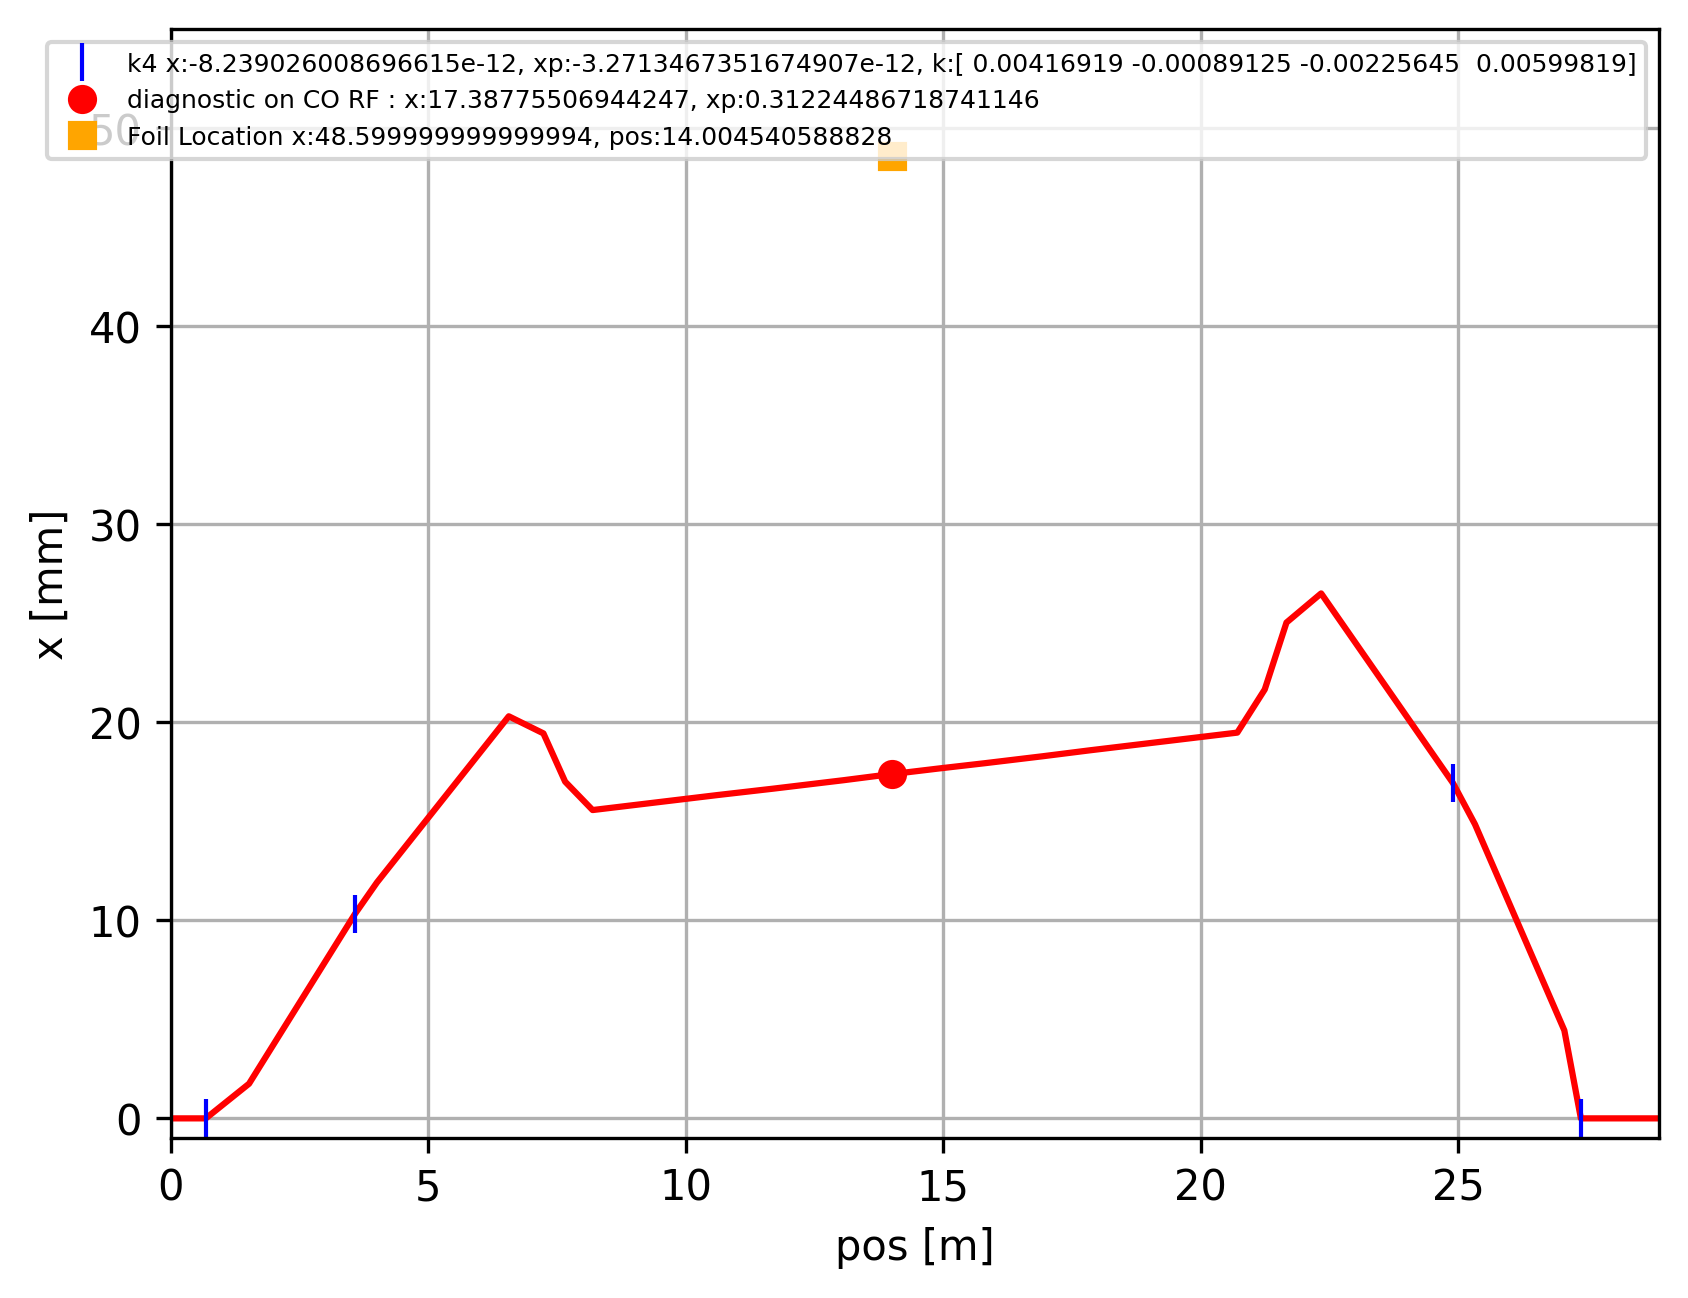 k4 x:-8.239026008696615e-12, xp:-3.2713467351674907e-12, k:[ 0.00416919 -0.00089125 -0.00225645  0.00599819]
diagnostic on CO RF : x:17.38775506944247, xp:0.31224486718741146
Foil Location x:48.599999999999994, pos:14.004540588828
50
40
30
20
10
0
x [mm]
0 5 10 15 20 25
pos [m]